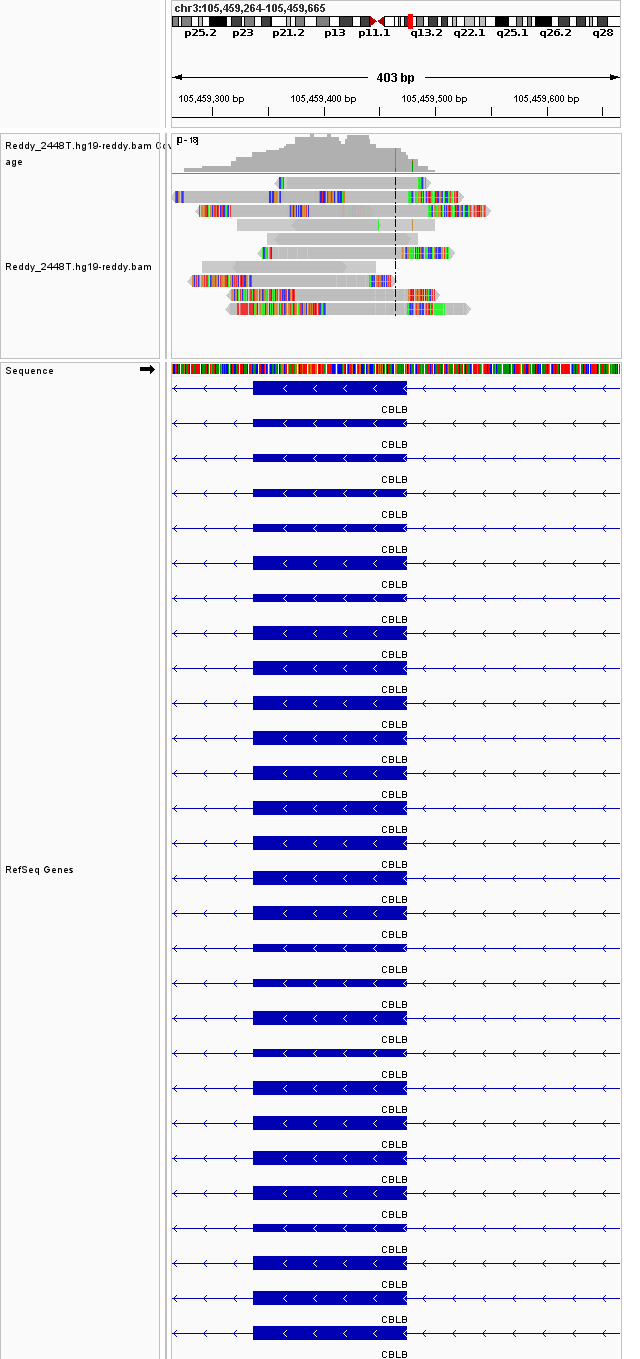 chr3:105,459,264-105,459,665
p25.2 p23 p21.2 p13 p11.1 q13.2 q22.1 q25.1 q26.2 q28
403 bp
105,459,300 bp 105,459,400 bp 105,459,500 bp 105,459,600 bp
Reddy_2448T.hg19-reddy.bam Cov
age
[0 - 18]
Reddy_2448T.hg19-reddy.bam
Sequence
CBLB
CBLB
CBLB
CBLB
CBLB
CBLB
CBLB
CBLB
CBLB
CBLB
CBLB
CBLB
CBLB
CBLB
RefSeq Genes
CBLB
CBLB
CBLB
CBLB
CBLB
CBLB
CBLB
CBLB
CBLB
CBLB
CBLB
CBLB
CBLB
CBLB